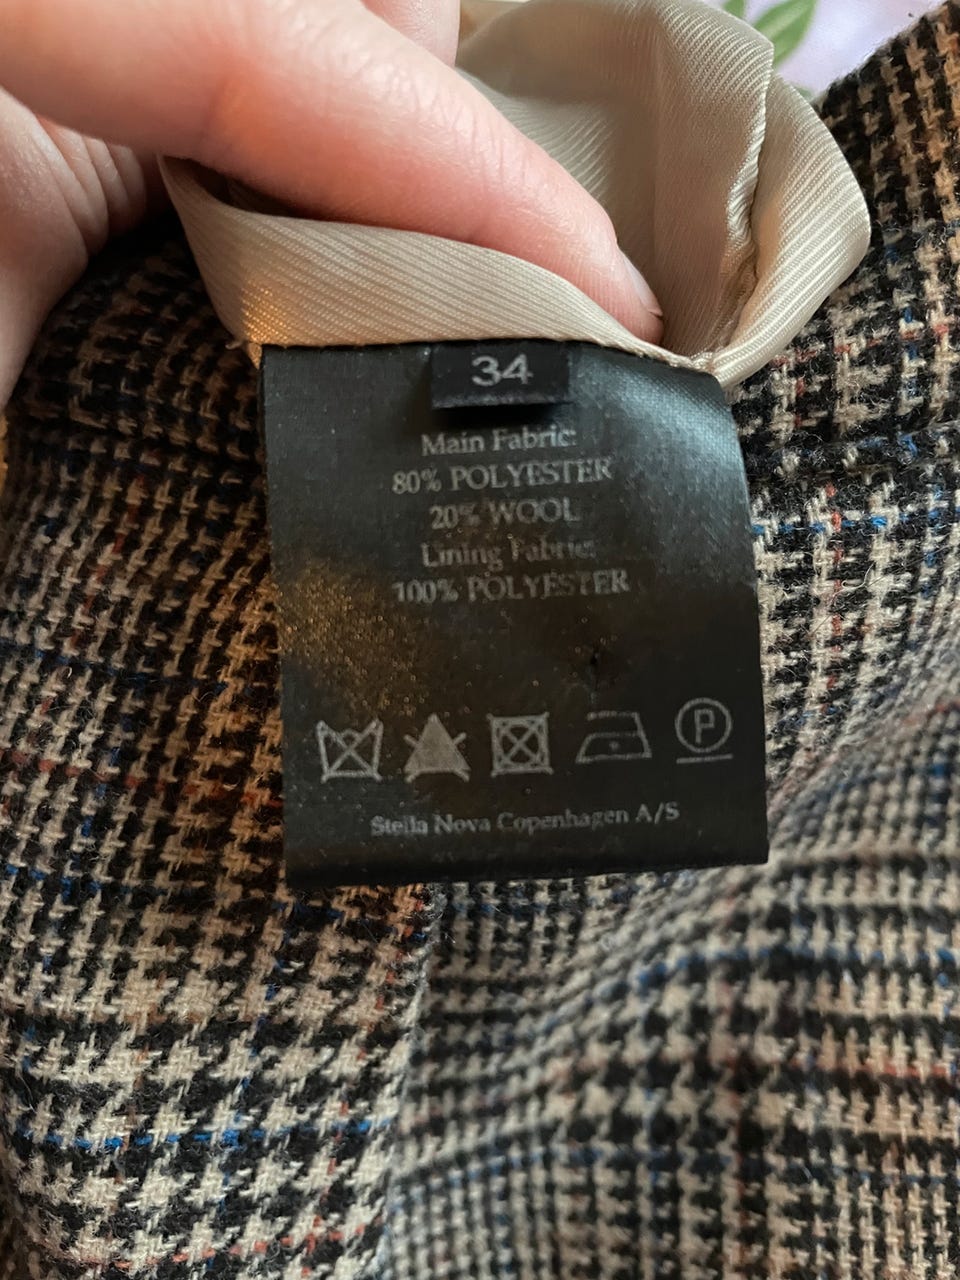 34
Main Fabric:
80% POLYESTER
20% WOOL
Lining Fabric:
100% POLYESTER
P
Stella Nova Copenhagen A/S